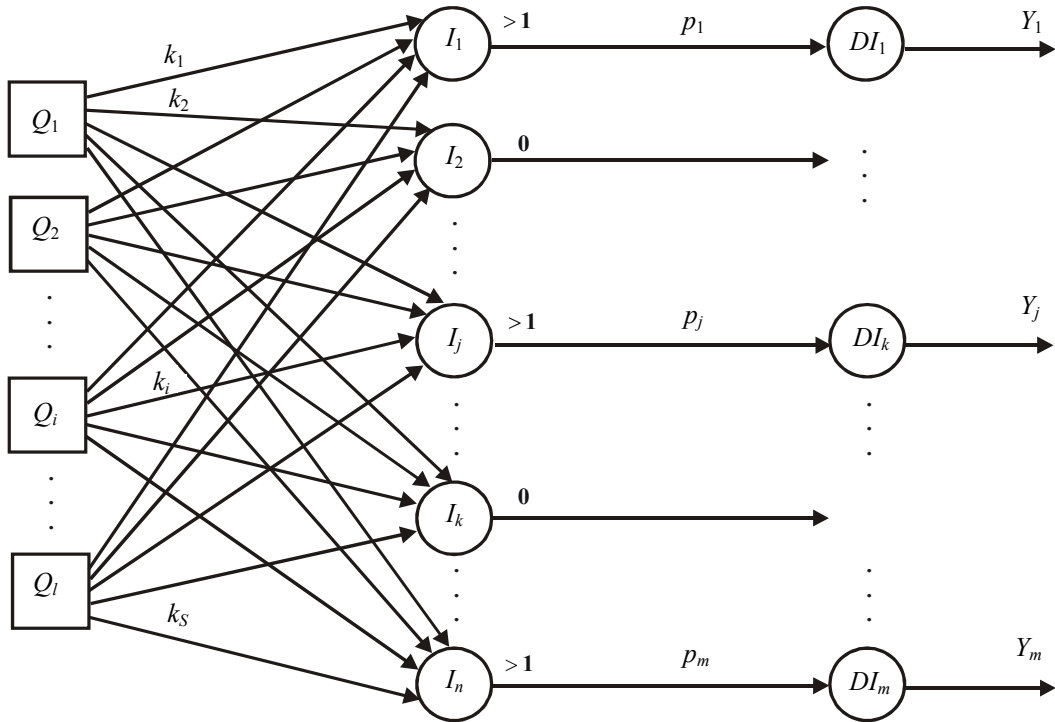 I₁ > 1 p₁ DI₁ Y₁
k₁
Q₁
k₂
I₂ 0
Q₂
Iⱼ > 1 pⱼ DIₖ Yⱼ
kᵢ
Qᵢ
Iₖ 0
Qₗ
k_S
Iₙ > 1 pₘ DIₘ Yₘ